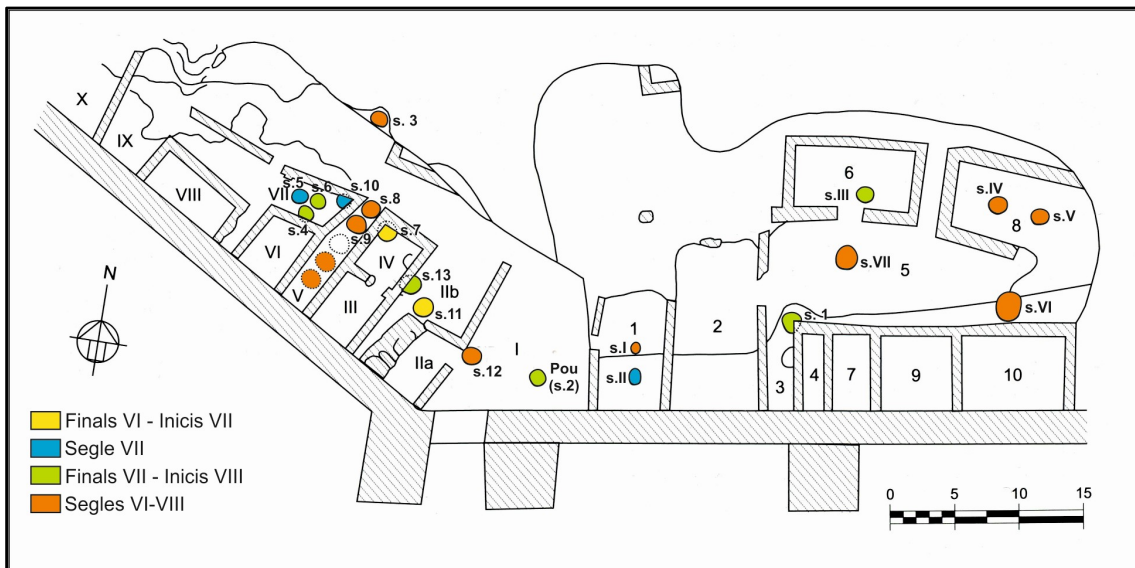 X
IX
VIII
VII
VI
V
IV
III
IIb
IIa
I
s. 3
s.5
s.6
s.10
s.8
s.4
s.9
s.7
s.13
s.11
s.12
Pou
(s.2)
1
s.I
s.II
2
3
s. 1
4
7
9
10
6
s.III
5
s.VII
s.IV
s.V
8
s.VI
N
Finals VI - Inicis VII
Segle VII
Finals VII - Inicis VIII
Segles VI-VIII
0 5 10 15